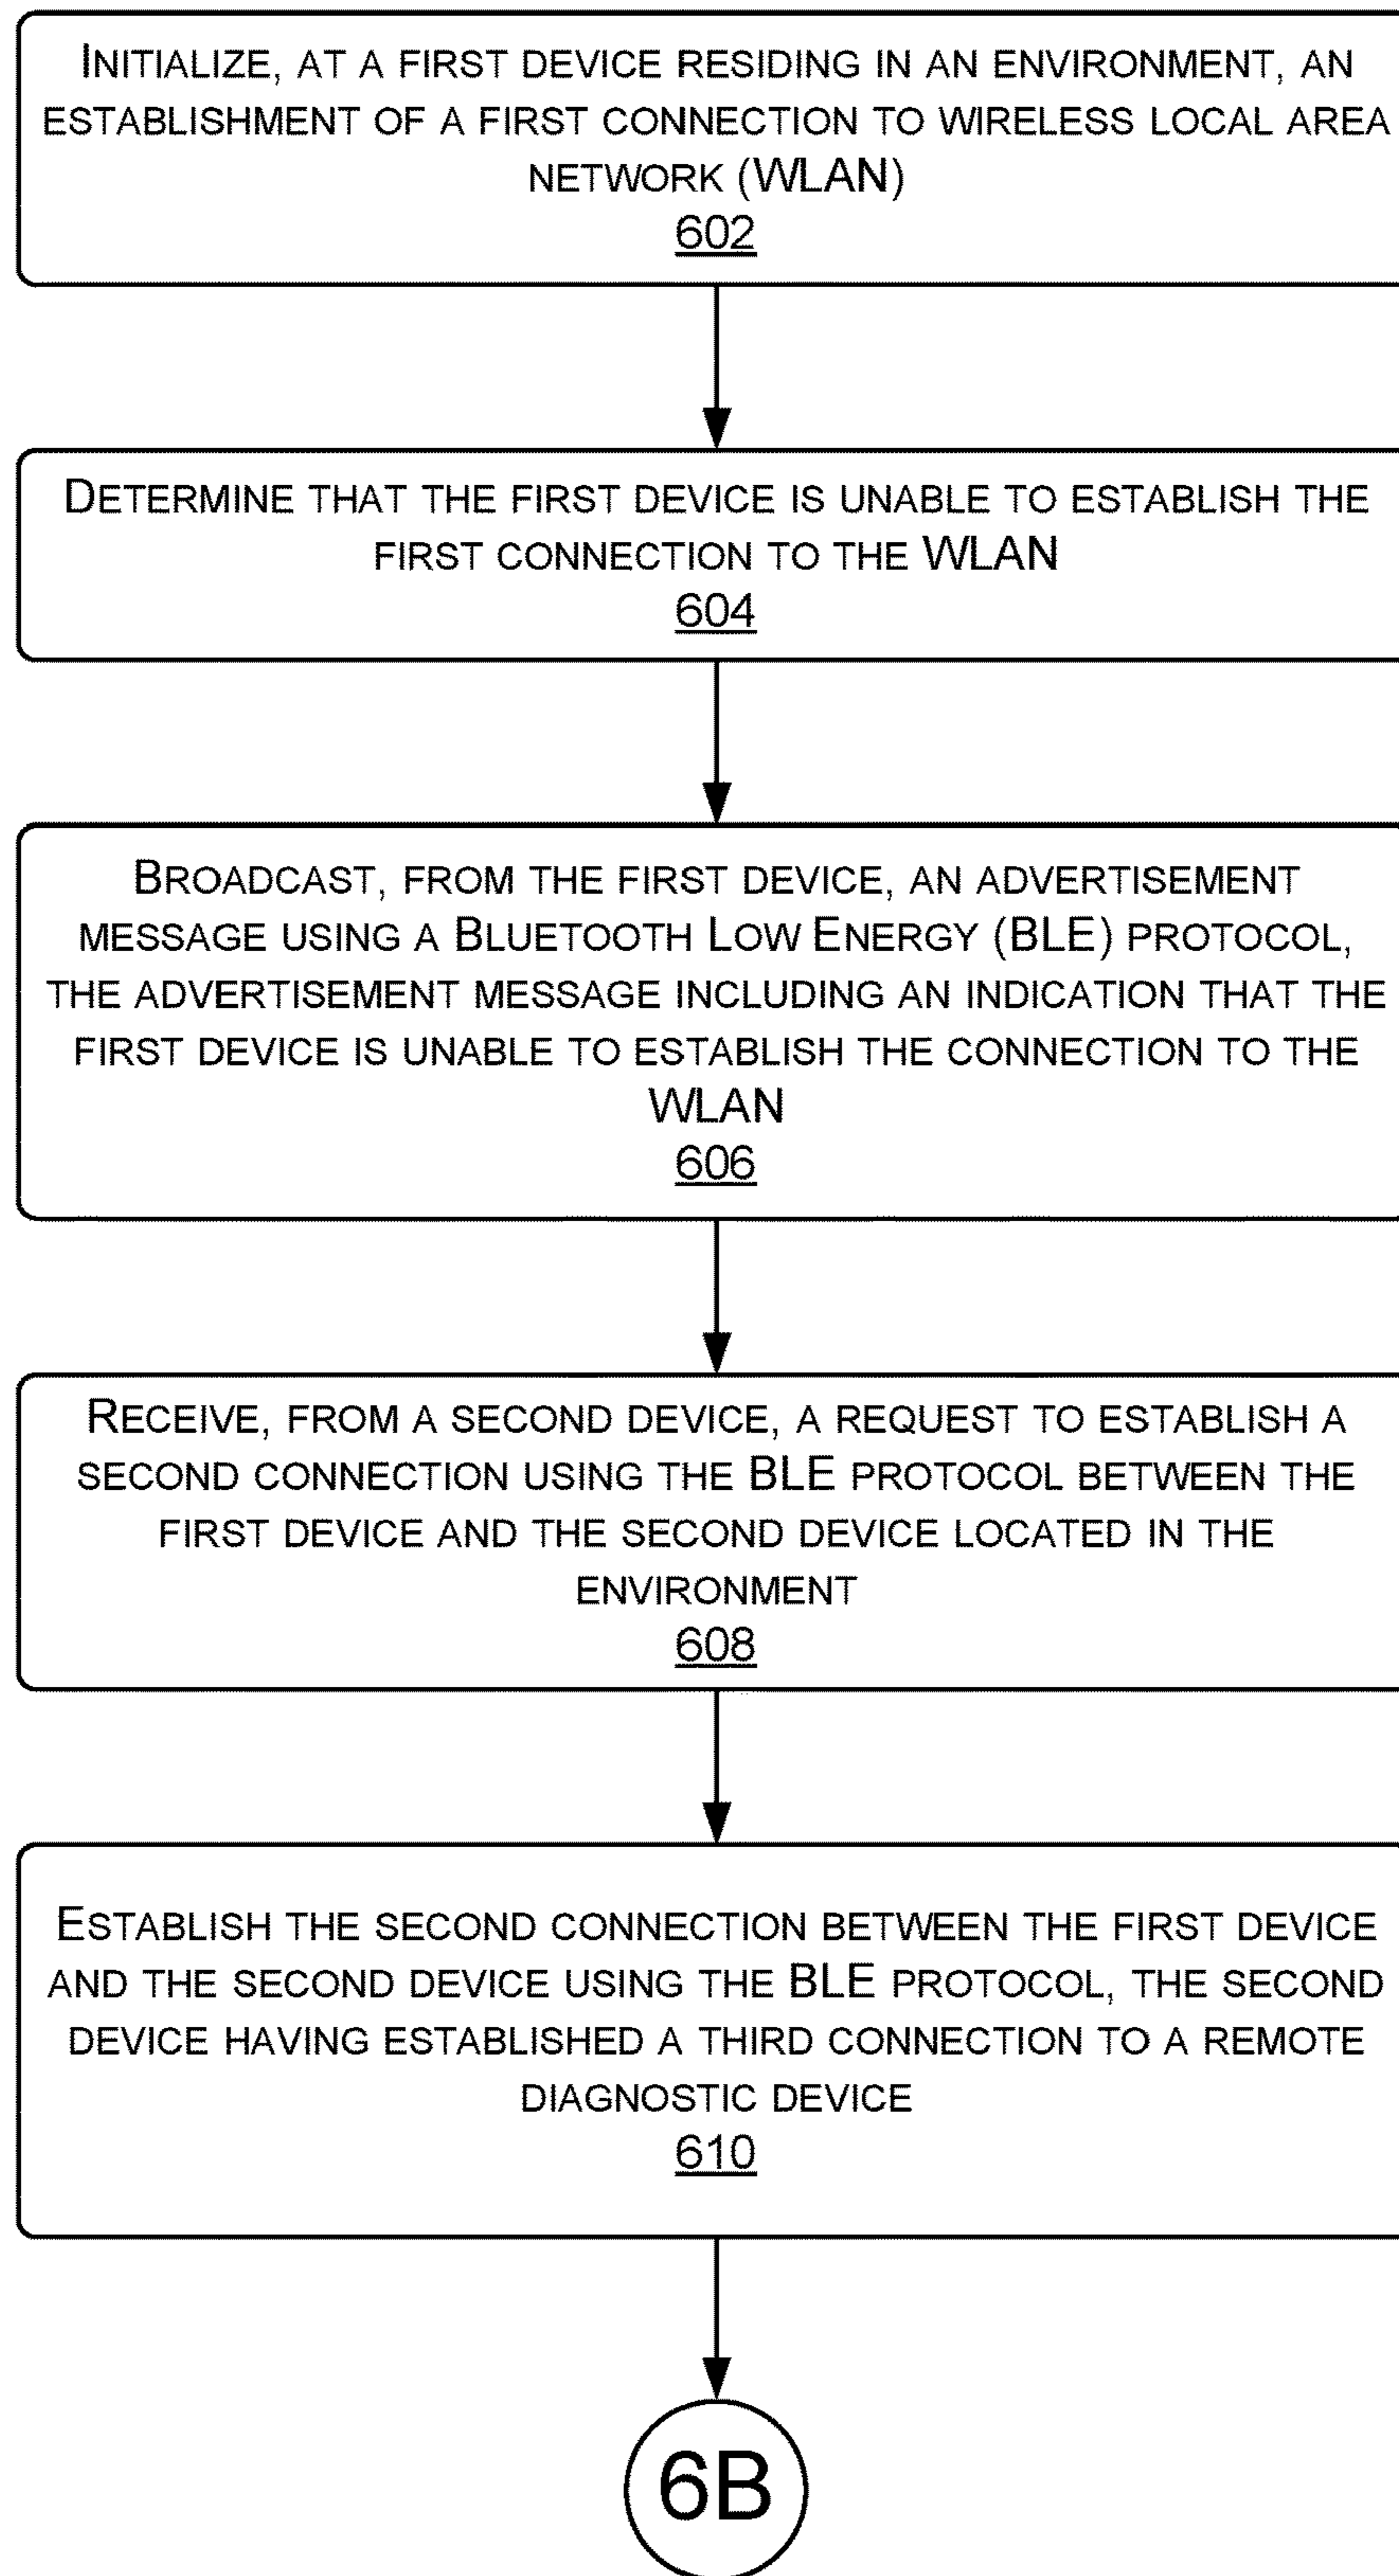 INITIALIZE, AT A FIRST DEVICE RESIDING IN AN ENVIRONMENT, AN
ESTABLISHMENT OF A FIRST CONNECTION TO WIRELESS LOCAL AREA
NETWORK (WLAN)
602
DETERMINE THAT THE FIRST DEVICE IS UNABLE TO ESTABLISH THE
FIRST CONNECTION TO THE WLAN
604
BROADCAST, FROM THE FIRST DEVICE, AN ADVERTISEMENT
MESSAGE USING A BLUETOOTH LOW ENERGY (BLE) PROTOCOL,
THE ADVERTISEMENT MESSAGE INCLUDING AN INDICATION THAT THE
FIRST DEVICE IS UNABLE TO ESTABLISH THE CONNECTION TO THE
WLAN
606
RECEIVE, FROM A SECOND DEVICE, A REQUEST TO ESTABLISH A
SECOND CONNECTION USING THE BLE PROTOCOL BETWEEN THE
FIRST DEVICE AND THE SECOND DEVICE LOCATED IN THE
ENVIRONMENT
608
ESTABLISH THE SECOND CONNECTION BETWEEN THE FIRST DEVICE
AND THE SECOND DEVICE USING THE BLE PROTOCOL, THE SECOND
DEVICE HAVING ESTABLISHED A THIRD CONNECTION TO A REMOTE
DIAGNOSTIC DEVICE
610
6B